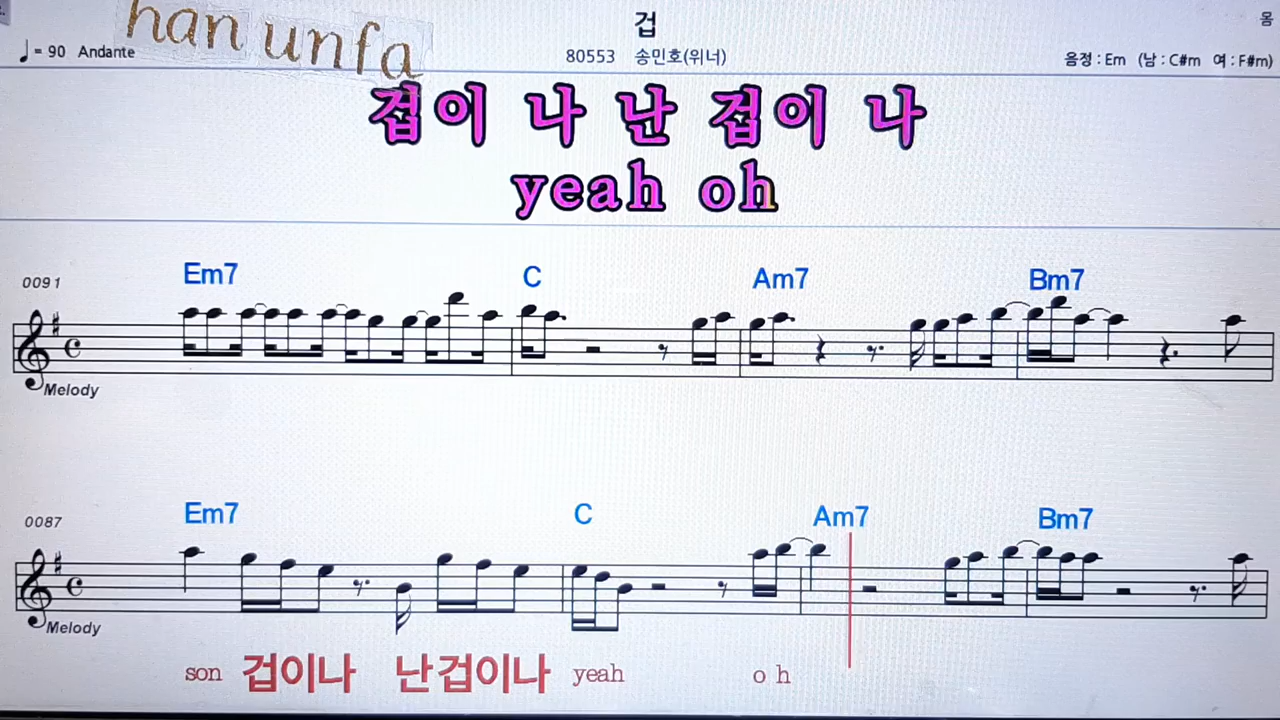 han unfa
겁
몽
♩= 90 Andante
80553 송민호(위너)
음정 : Em (남 : C#m 여 : F#m)
겁이 나 난 겁이 나
yeah oh
0091 Em7 C Am7 Bm7
Melody
0087 Em7 C Am7 Bm7
Melody
son 겁이나 난겁이나 yeah o h